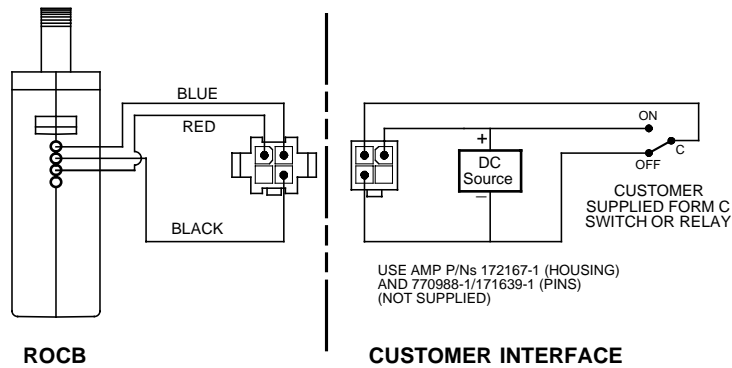 BLUE
RED
BLACK
ROCB
ON
C
OFF
+
DC
Source
–
CUSTOMER
SUPPLIED FORM C
SWITCH OR RELAY
USE AMP P/Ns 172167-1 (HOUSING)
AND 770988-1/171639-1 (PINS)
(NOT SUPPLIED)
CUSTOMER INTERFACE